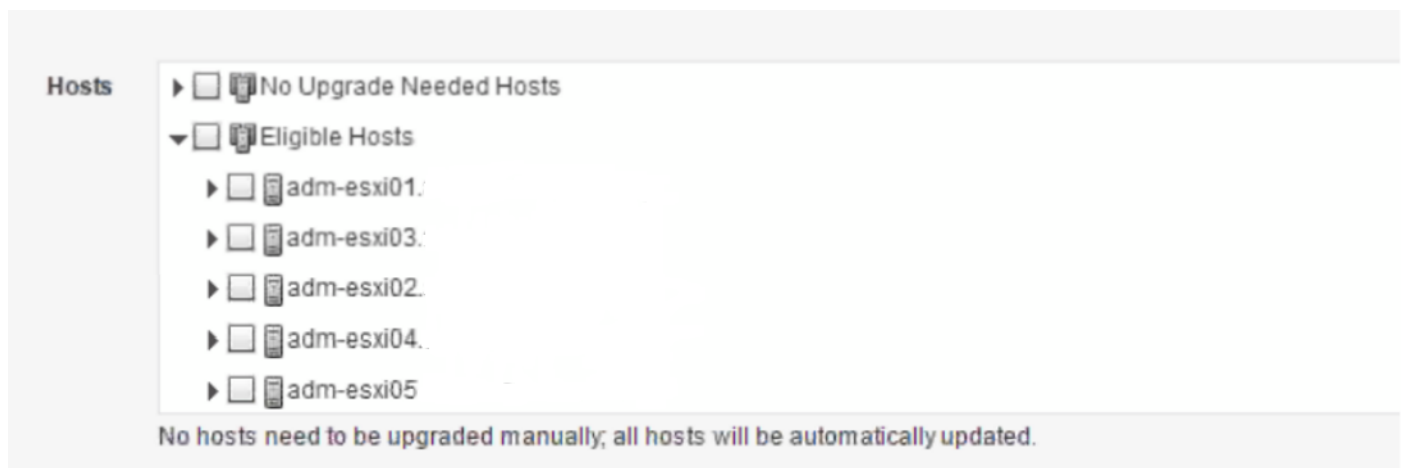 Hosts
No Upgrade Needed Hosts
Eligible Hosts
adm-esxi01.
adm-esxi03.
adm-esxi02.
adm-esxi04.
adm-esxi05
No hosts need to be upgraded manually; all hosts will be automatically updated.